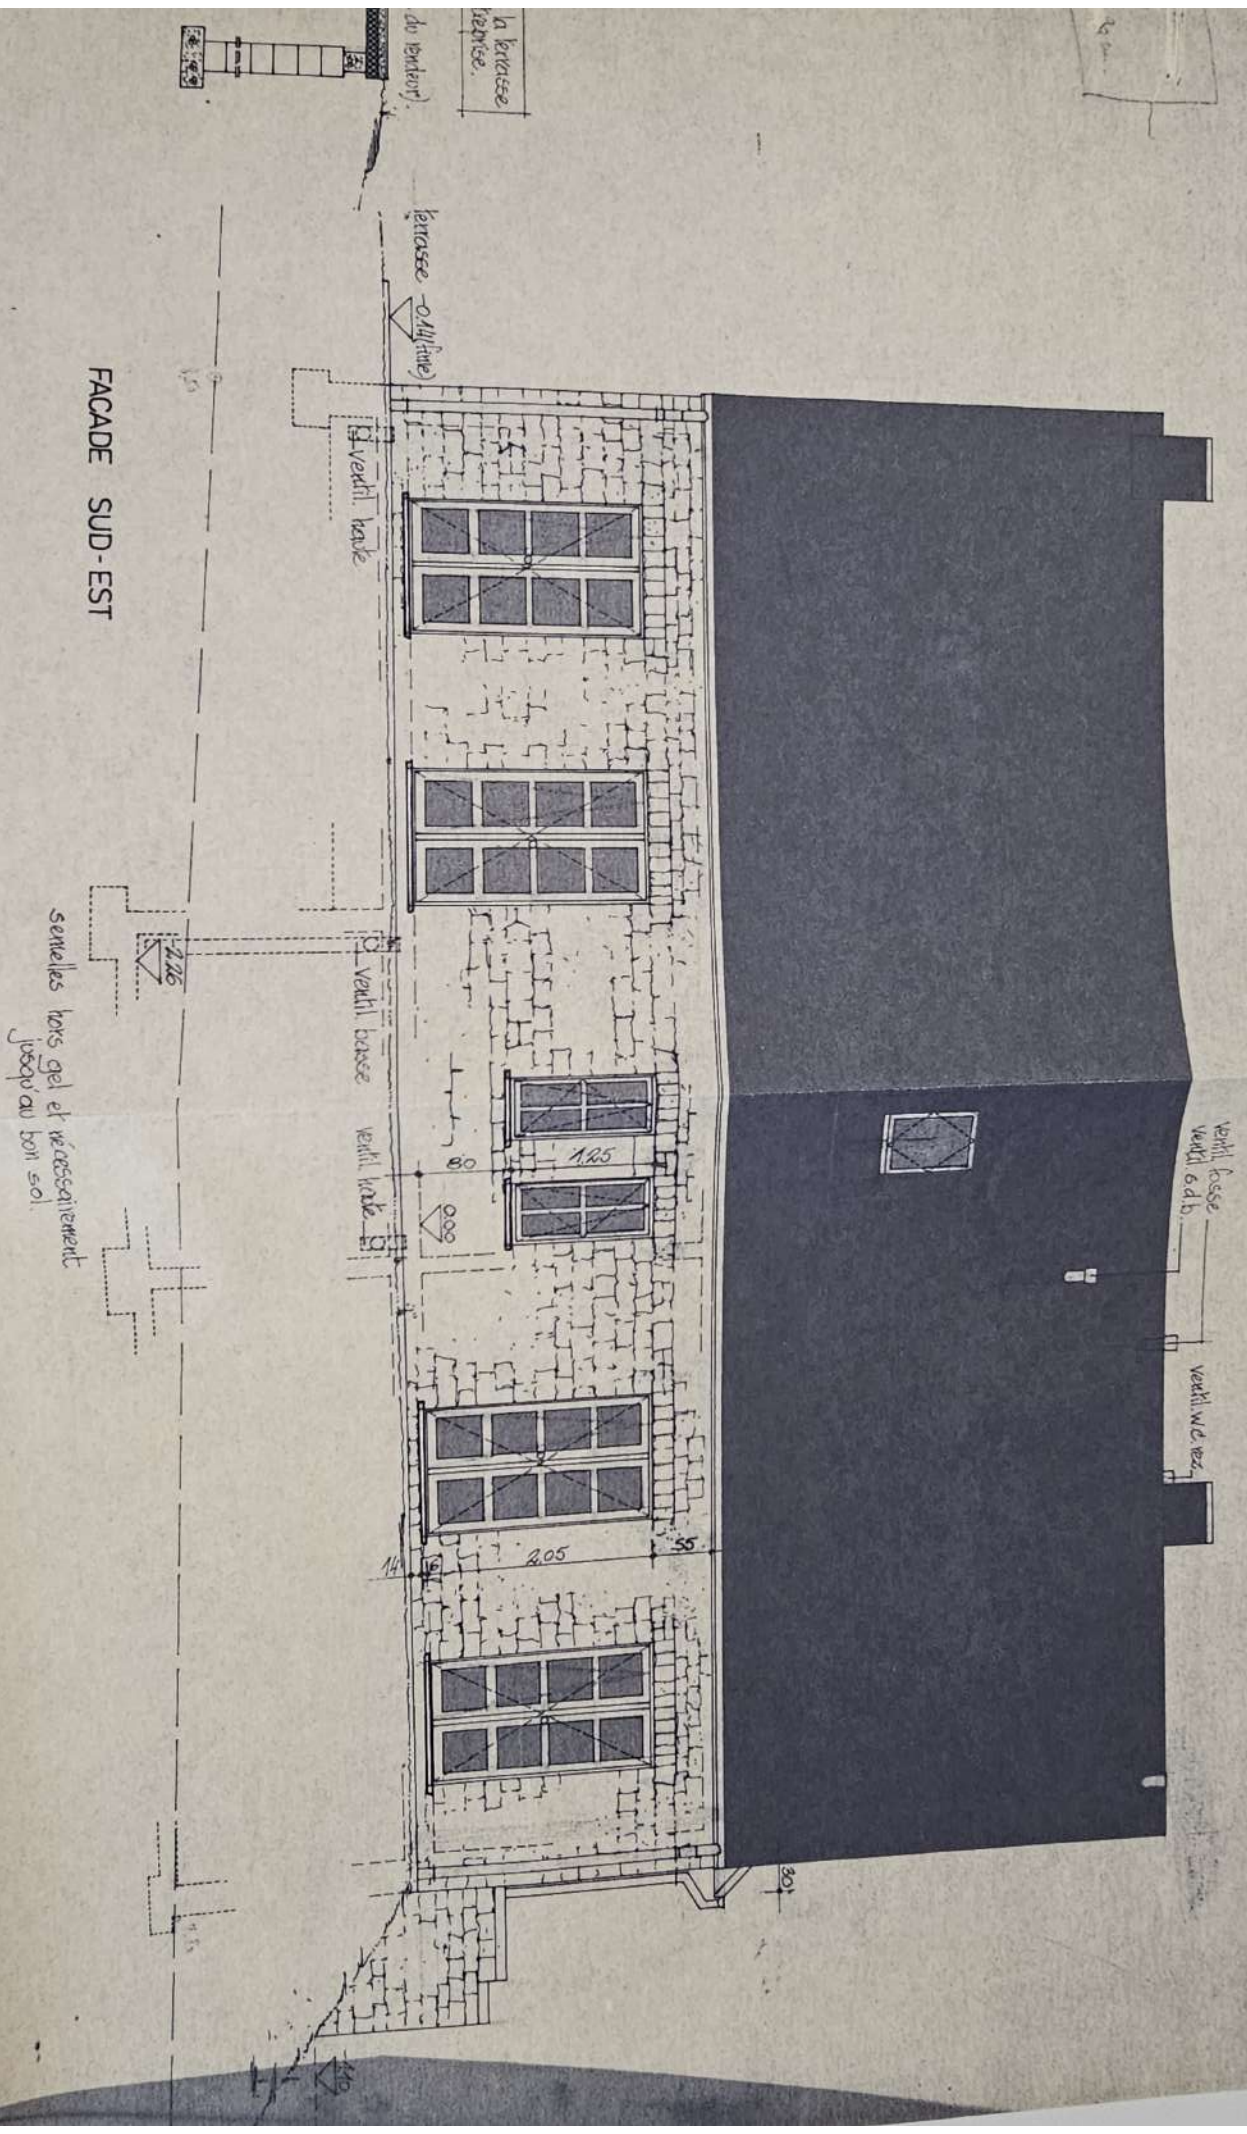 la terrasse
du vendeur).
terrasse -0.14 (finie)
ventil. fosse
ventil s.d.b.
ventil. w.c. rez.
30
1.25
80
0.00
55
2.05
16
14
ventil. haute
ventil. basse
ventil haute
-2.26
1.10
FACADE SUD-EST
semelles hors gel et nécessairement
jusqu'au bon sol.